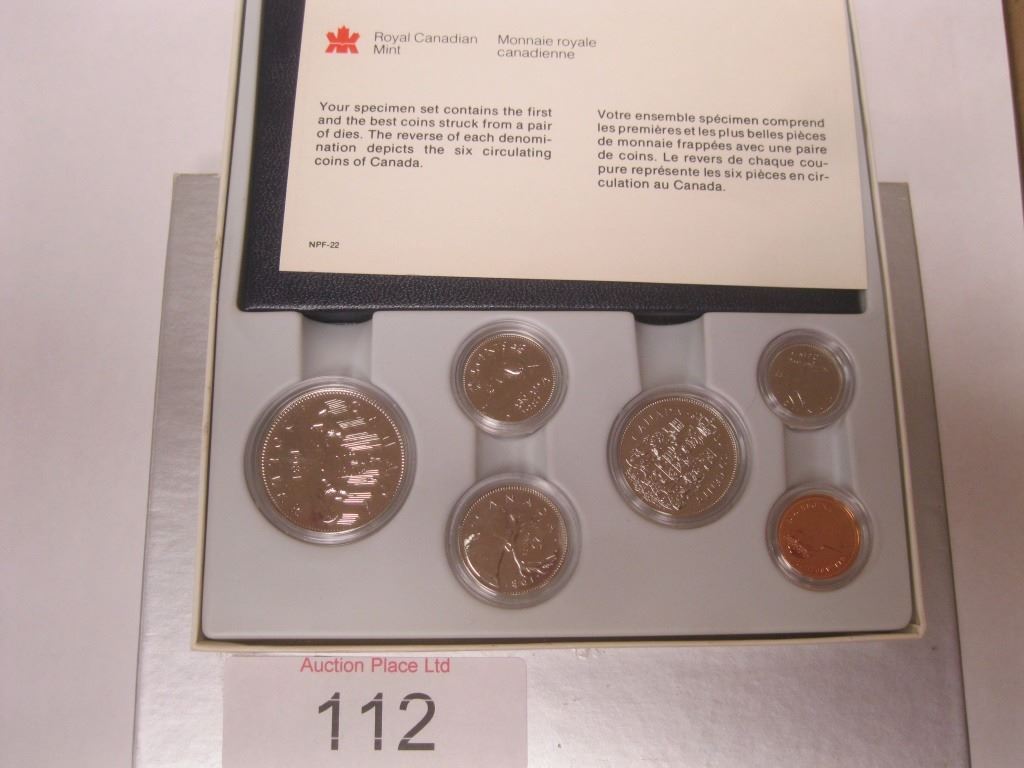 Royal Canadian
Mint
Monnaie royale
canadienne
Your specimen set contains the first
and the best coins struck from a pair
of dies. The reverse of each denomi-
nation depicts the six circulating
coins of Canada.
Votre ensemble spécimen comprend
les premières et les plus belles pièces
de monnaie frappées avec une paire
de coins. Le revers de chaque cou-
pure représente les six pièces en cir-
culation au Canada.
NPF-22
CANADA
Auction Place Ltd
112